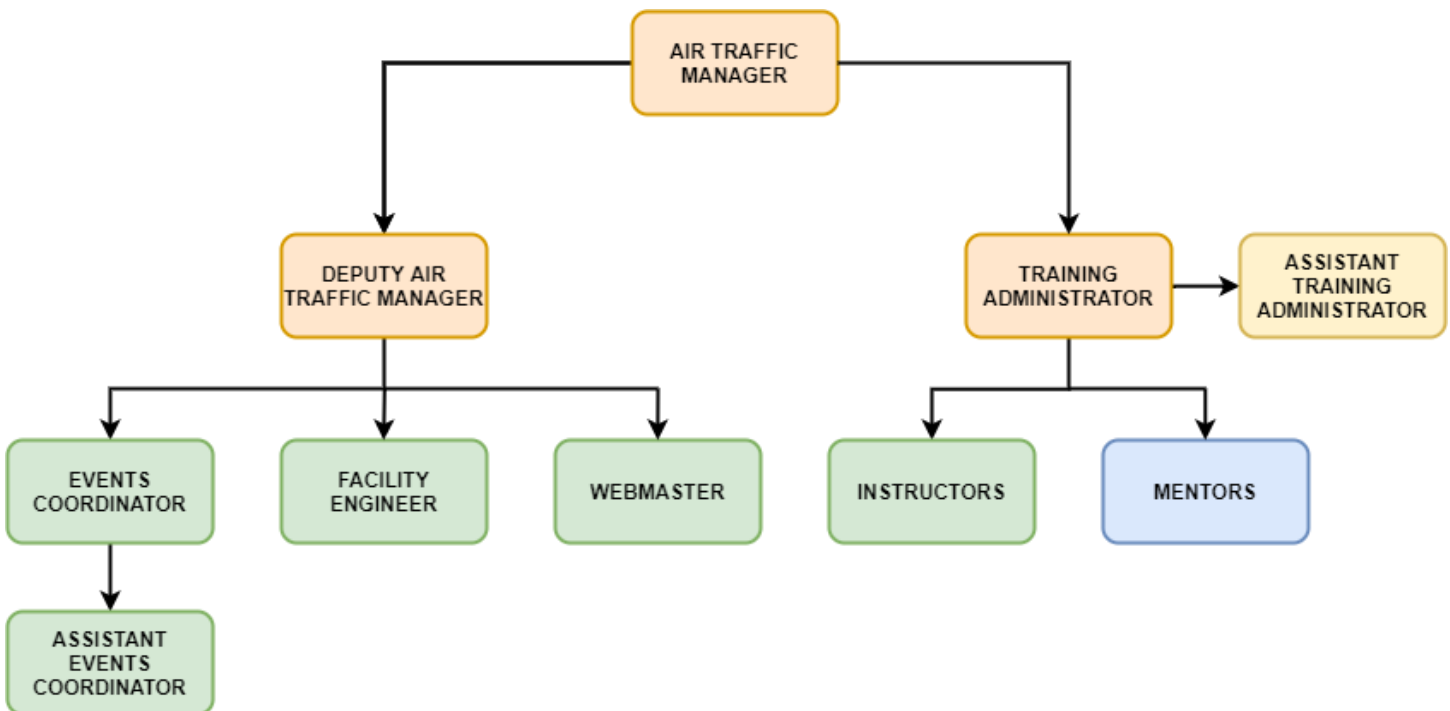 AIR TRAFFIC
MANAGER
DEPUTY AIR
TRAFFIC MANAGER
TRAINING
ADMINISTRATOR
ASSISTANT
TRAINING
ADMINISTRATOR
EVENTS
COORDINATOR
FACILITY
ENGINEER
WEBMASTER
INSTRUCTORS
MENTORS
ASSISTANT
EVENTS
COORDINATOR